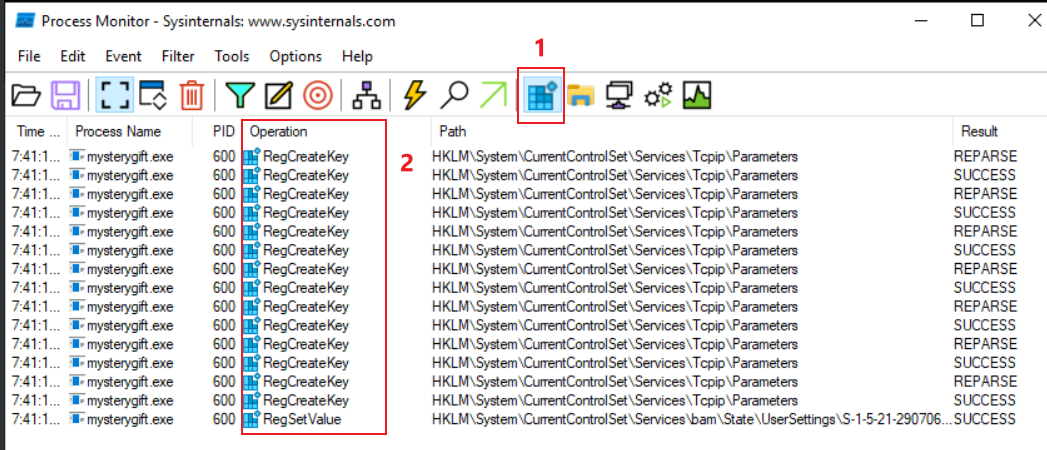 Process Monitor - Sysinternals: www.sysinternals.com
File Edit Event Filter Tools Options Help
1
Time ... Process Name PID Operation Path Result
2
7:41:1... mysterygift.exe 600 RegCreateKey HKLM\System\CurrentControlSet\Services\Tcpip\Parameters REPARSE
7:41:1... mysterygift.exe 600 RegCreateKey HKLM\System\CurrentControlSet\Services\Tcpip\Parameters SUCCESS
7:41:1... mysterygift.exe 600 RegCreateKey HKLM\System\CurrentControlSet\Services\Tcpip\Parameters REPARSE
7:41:1... mysterygift.exe 600 RegCreateKey HKLM\System\CurrentControlSet\Services\Tcpip\Parameters SUCCESS
7:41:1... mysterygift.exe 600 RegCreateKey HKLM\System\CurrentControlSet\Services\Tcpip\Parameters REPARSE
7:41:1... mysterygift.exe 600 RegCreateKey HKLM\System\CurrentControlSet\Services\Tcpip\Parameters SUCCESS
7:41:1... mysterygift.exe 600 RegCreateKey HKLM\System\CurrentControlSet\Services\Tcpip\Parameters REPARSE
7:41:1... mysterygift.exe 600 RegCreateKey HKLM\System\CurrentControlSet\Services\Tcpip\Parameters SUCCESS
7:41:1... mysterygift.exe 600 RegCreateKey HKLM\System\CurrentControlSet\Services\Tcpip\Parameters REPARSE
7:41:1... mysterygift.exe 600 RegCreateKey HKLM\System\CurrentControlSet\Services\Tcpip\Parameters SUCCESS
7:41:1... mysterygift.exe 600 RegCreateKey HKLM\System\CurrentControlSet\Services\Tcpip\Parameters REPARSE
7:41:1... mysterygift.exe 600 RegCreateKey HKLM\System\CurrentControlSet\Services\Tcpip\Parameters SUCCESS
7:41:1... mysterygift.exe 600 RegCreateKey HKLM\System\CurrentControlSet\Services\Tcpip\Parameters REPARSE
7:41:1... mysterygift.exe 600 RegCreateKey HKLM\System\CurrentControlSet\Services\Tcpip\Parameters SUCCESS
7:41:1... mysterygift.exe 600 RegSetValue HKLM\System\CurrentControlSet\Services\bam\State\UserSettings\S-1-5-21-290706... SUCCESS